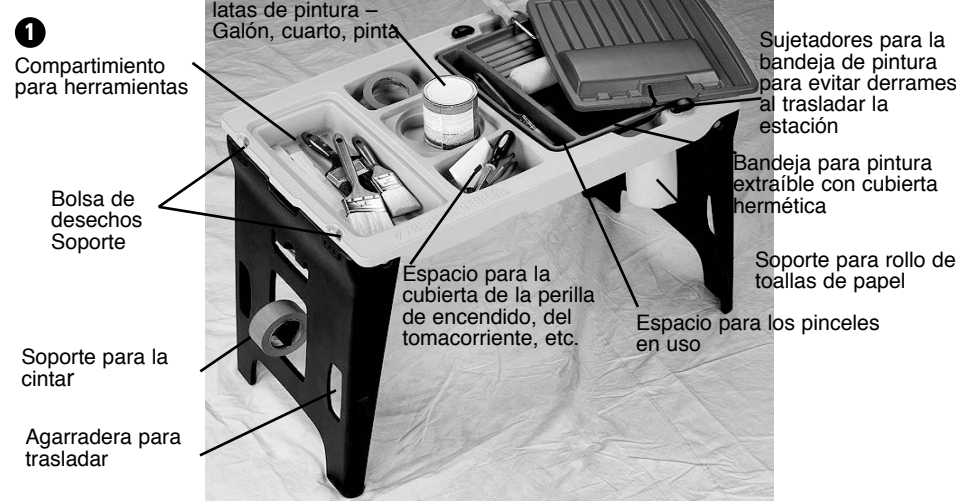 latas de pintura –
Galón, cuarto, pinta
1
Compartimiento
para herramientas
Sujetadores para la
bandeja de pintura
para evitar derrames
al trasladar la
estación
Bandeja para pintura
extraíble con cubierta
hermética
Bolsa de
desechos
Soporte
Soporte para rollo de
toallas de papel
Espacio para la
cubierta de la perilla
de encendido, del
tomacorriente, etc.
Espacio para los pinceles
en uso
Soporte para la
cintar
Agarradera para
trasladar